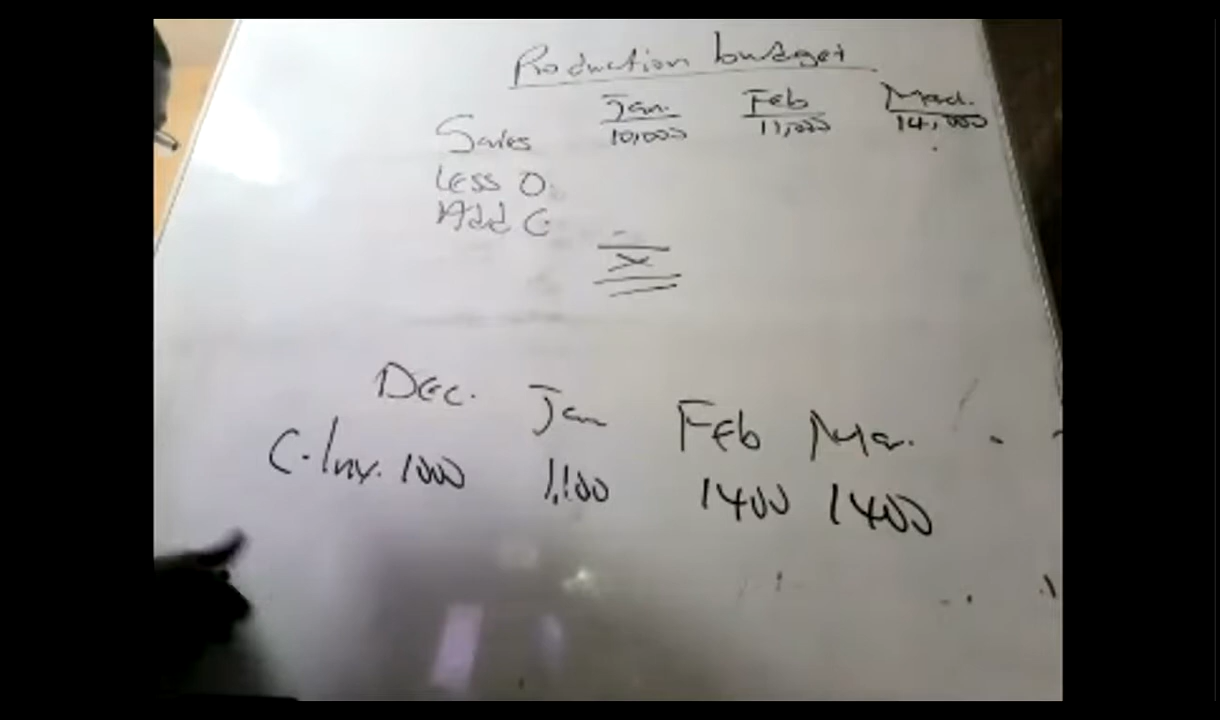 Production budget
Jan. Feb March.
Sales 10,000 11,000 14,000
Less O.
Add C
Dec. Jan Feb Mar.
C. Inv. 1000 1,100 1400 1400